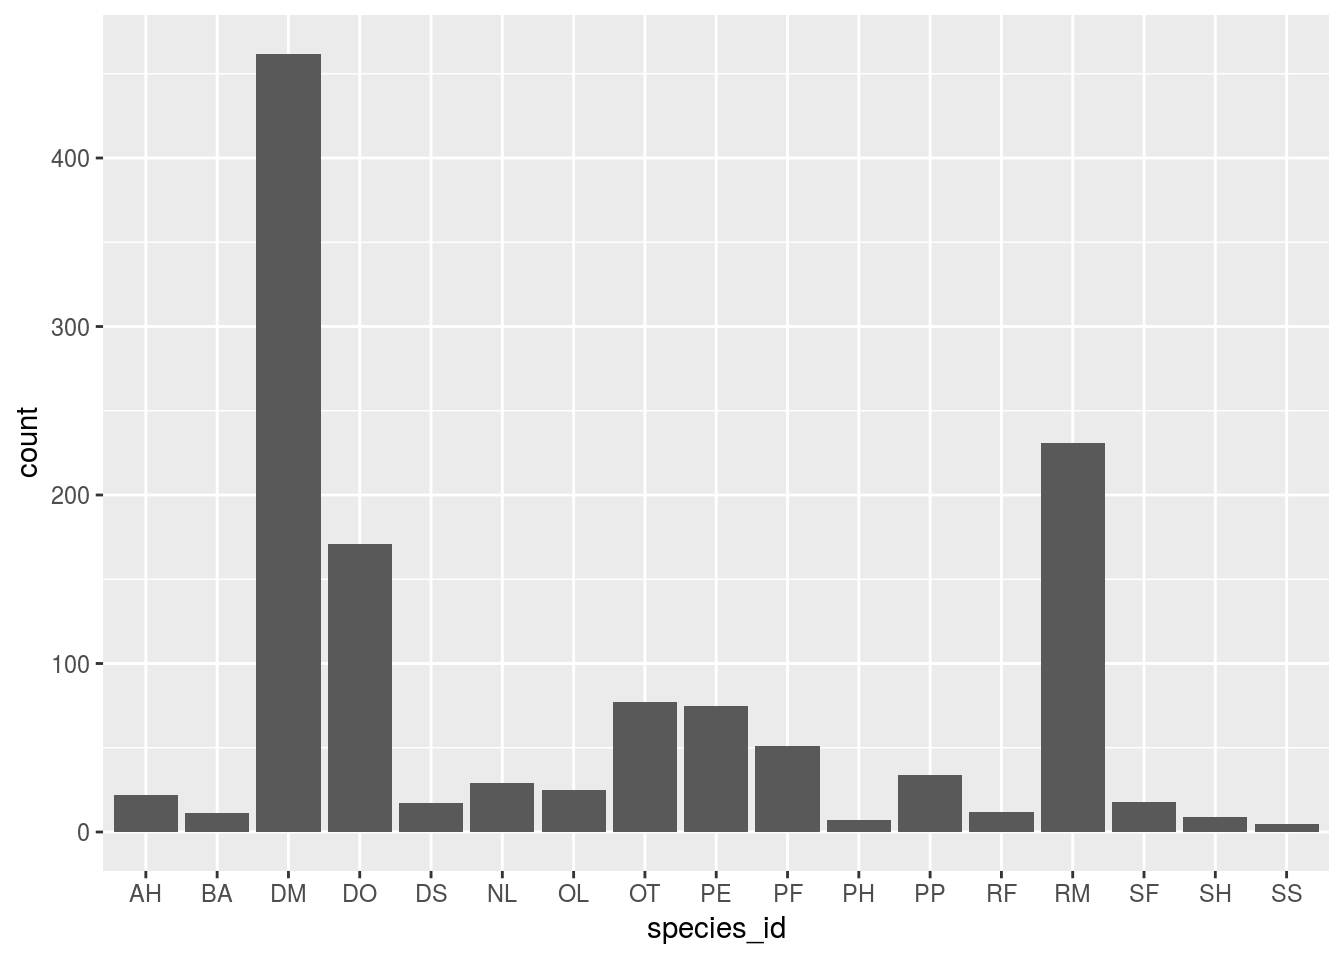 count
400
300
200
100
0
AH BA DM DO DS NL OL OT PE PF PH PP RF RM SF SH SS
species_id